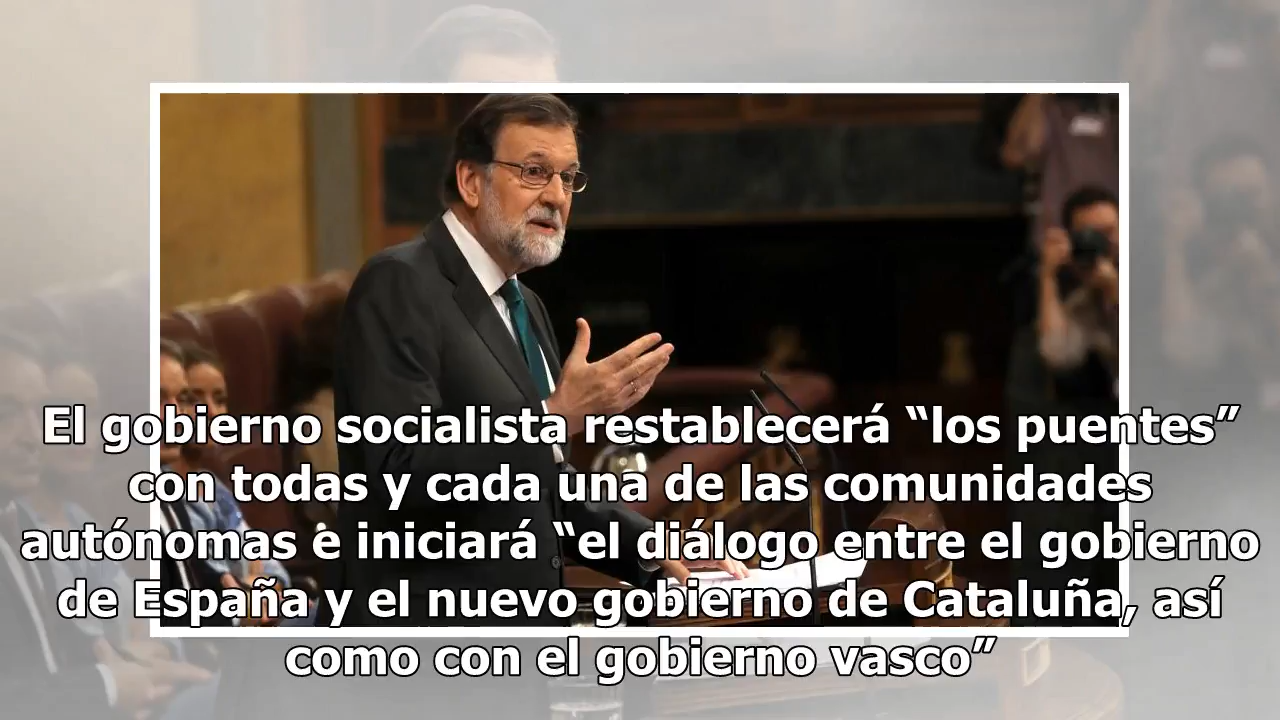 El gobierno socialista restablecerá “los puentes”
con todas y cada una de las comunidades
autónomas e iniciará “el diálogo entre el gobierno
de España y el nuevo gobierno de Cataluña, así
como con el gobierno vasco”